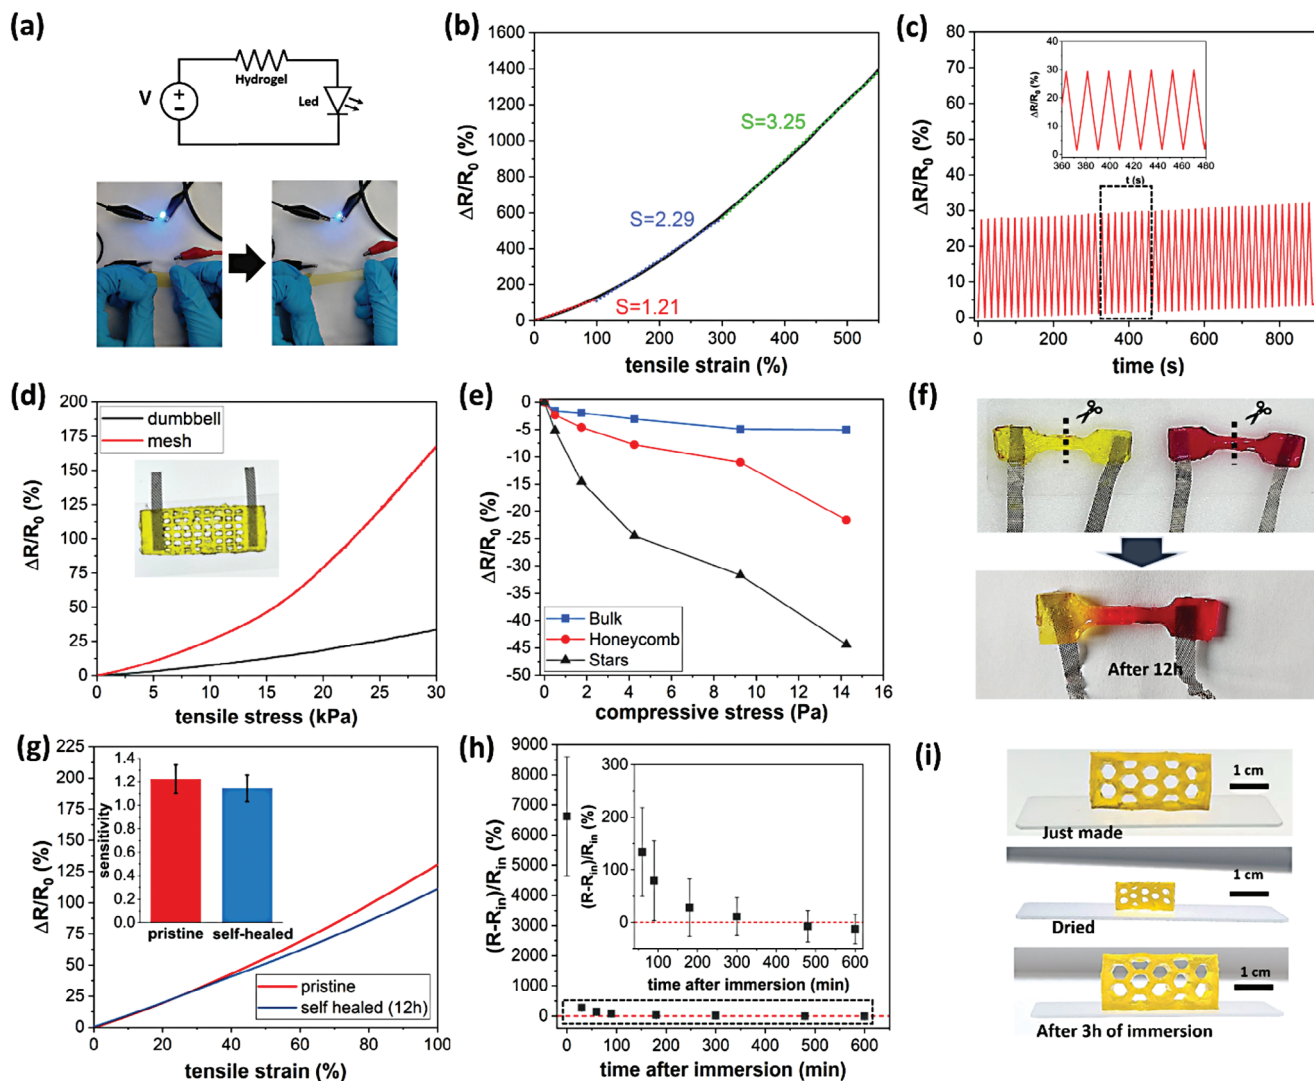 (a)
V
Hydrogel
Led
(b)
ΔR/R0 (%)
1600
1400
1200
1000
800
600
400
200
0
S=3.25
S=2.29
S=1.21
0 100 200 300 400 500
tensile strain (%)
(c)
ΔR/R0 (%)
80
70
60
50
40
30
20
10
0
ΔR/R0 (%)
40
30
20
10
0
360 380 400 420 440 460 480
t (s)
0 200 400 600 800
time (s)
(d)
ΔR/R0 (%)
200
175
150
125
100
75
50
25
0
dumbbell
mesh
0 5 10 15 20 25 30
tensile stress (kPa)
(e)
ΔR/R0 (%)
0
-5
-10
-15
-20
-25
-30
-35
-40
-45
-50
Bulk
Honeycomb
Stars
0 2 4 6 8 10 12 14 16
compressive stress (Pa)
(f)
After 12h
(g)
ΔR/R0 (%)
225
200
175
150
125
100
75
50
25
0
sensitivity
1.4
1.2
1.0
0.8
0.6
0.4
0.2
0.0
pristine self-healed
pristine
self healed (12h)
0 20 40 60 80 100
tensile strain (%)
(h)
(R-Rin)/Rin (%)
9000
8000
7000
6000
5000
4000
3000
2000
1000
500
0
(R-Rin)/Rin (%)
300
200
100
0
100 200 300 400 500 600
time after immersion (min)
0 100 200 300 400 500 600
time after immersion (min)
(i)
1 cm
Just made
1 cm
Dried
1 cm
After 3h of immersion